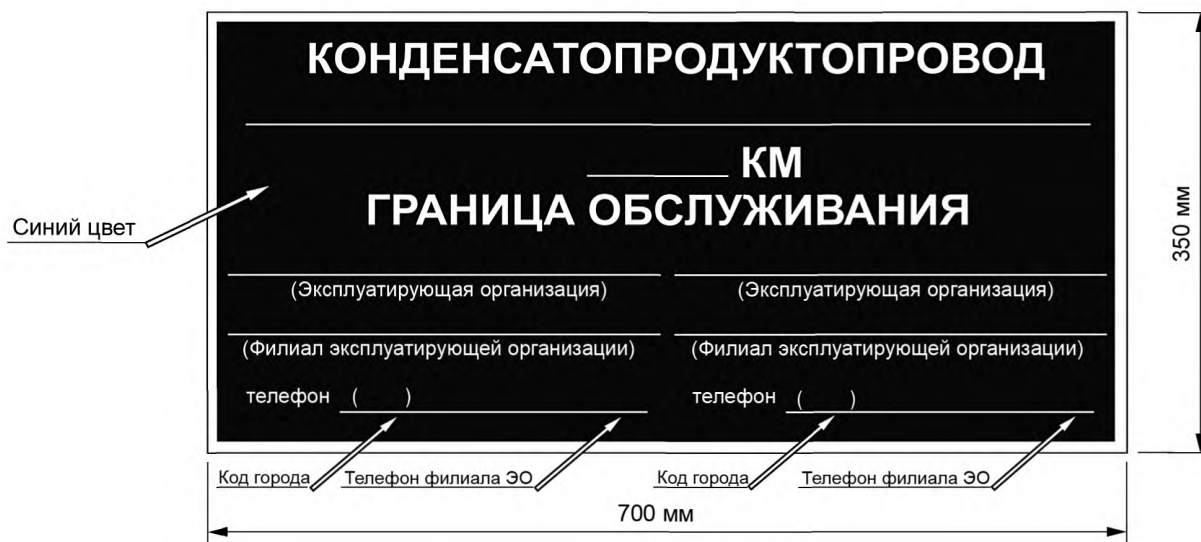 КОНДЕНСАТОПРОДУКТОПРОВОД
КМ
ГРАНИЦА ОБСЛУЖИВАНИЯ
Синий цвет
350 мм
(Эксплуатирующая организация) (Эксплуатирующая организация)
(Филиал эксплуатирующей организации) (Филиал эксплуатирующей организации)
телефон ( ) телефон ( )
Код города Телефон филиала ЭО Код города Телефон филиала ЭО
700 мм